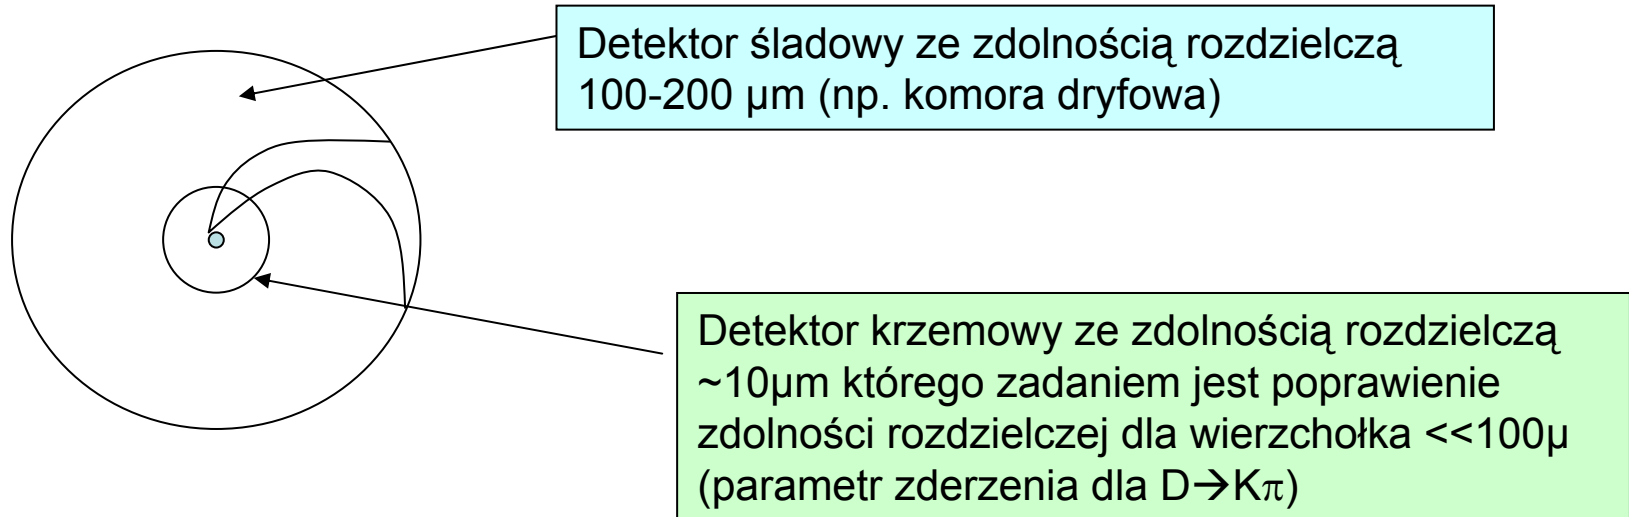 Detektor śladowy ze zdolnością rozdzielczą
100-200 μm (np. komora dryfowa)
Detektor krzemowy ze zdolnością rozdzielczą
~10μm którego zadaniem jest poprawienie
zdolności rozdzielczej dla wierzchołka <<100μ
(parametr zderzenia dla D→Kπ)